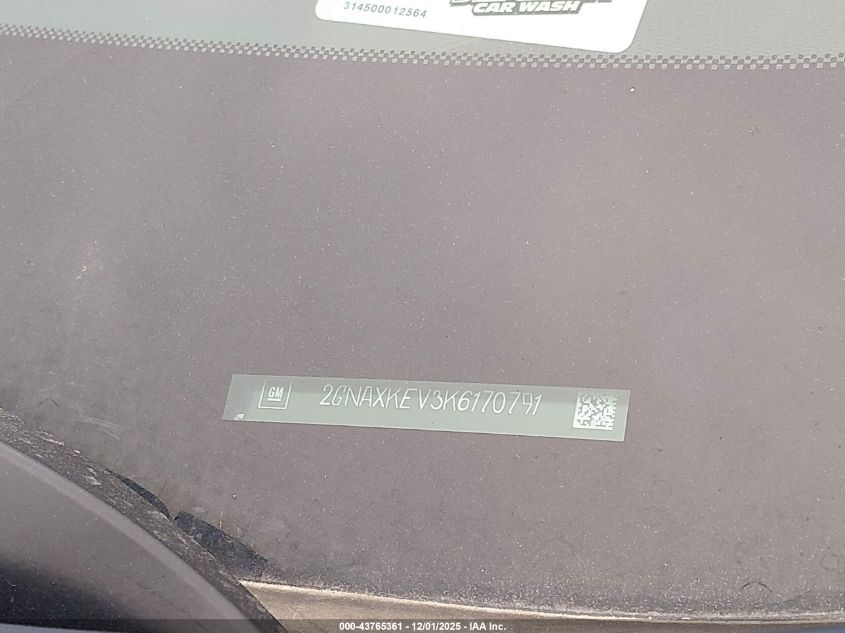 314500012564
CAR WASH
GM
2GNAXKEV3K6170791
000-43765361 - 12/01/2025 - IAA Inc.